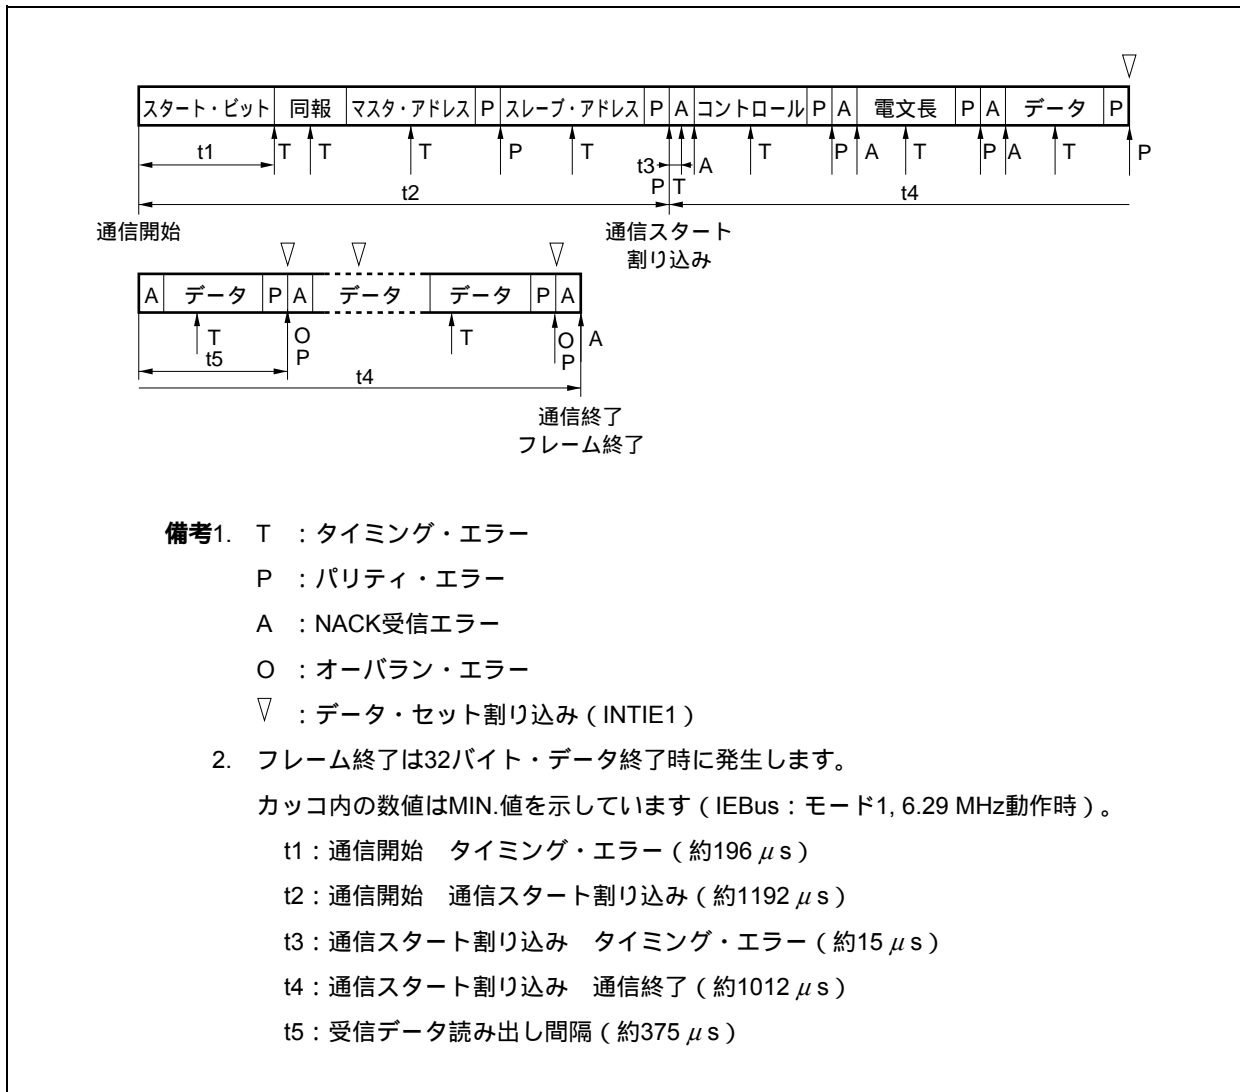 ▽
スタート・ビット 同報 マスタ・アドレス P スレーブ・アドレス P A コントロール P A 電文長 P A データ P
t1 T T T P T t3 A T P A T P A T P
P T
t2 t4
通信開始 通信スタート
割り込み
▽ ▽ ▽
A データ P A データ データ P A
T O T O A
t5 P P
t4
通信終了
フレーム終了
備考1. T :タイミング・エラー
P :パリティ・エラー
A :NACK受信エラー
O :オーバラン・エラー
▽ :データ・セット割り込み(INTIE1)
2. フレーム終了は32バイト・データ終了時に発生します。
カッコ内の数値はMIN.値を示しています(IEBus:モード1, 6.29 MHz動作時)。
t1:通信開始 タイミング・エラー(約196 μs)
t2:通信開始 通信スタート割り込み(約1192 μs)
t3:通信スタート割り込み タイミング・エラー(約15 μs)
t4:通信スタート割り込み 通信終了(約1012 μs)
t5:受信データ読み出し間隔(約375 μs)